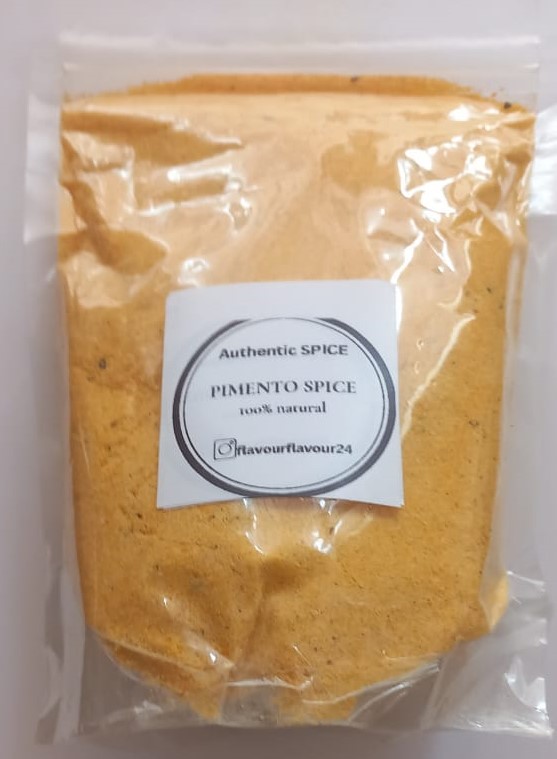 Authentic SPICE
PIMENTO SPICE
100% natural
flavourflavour24